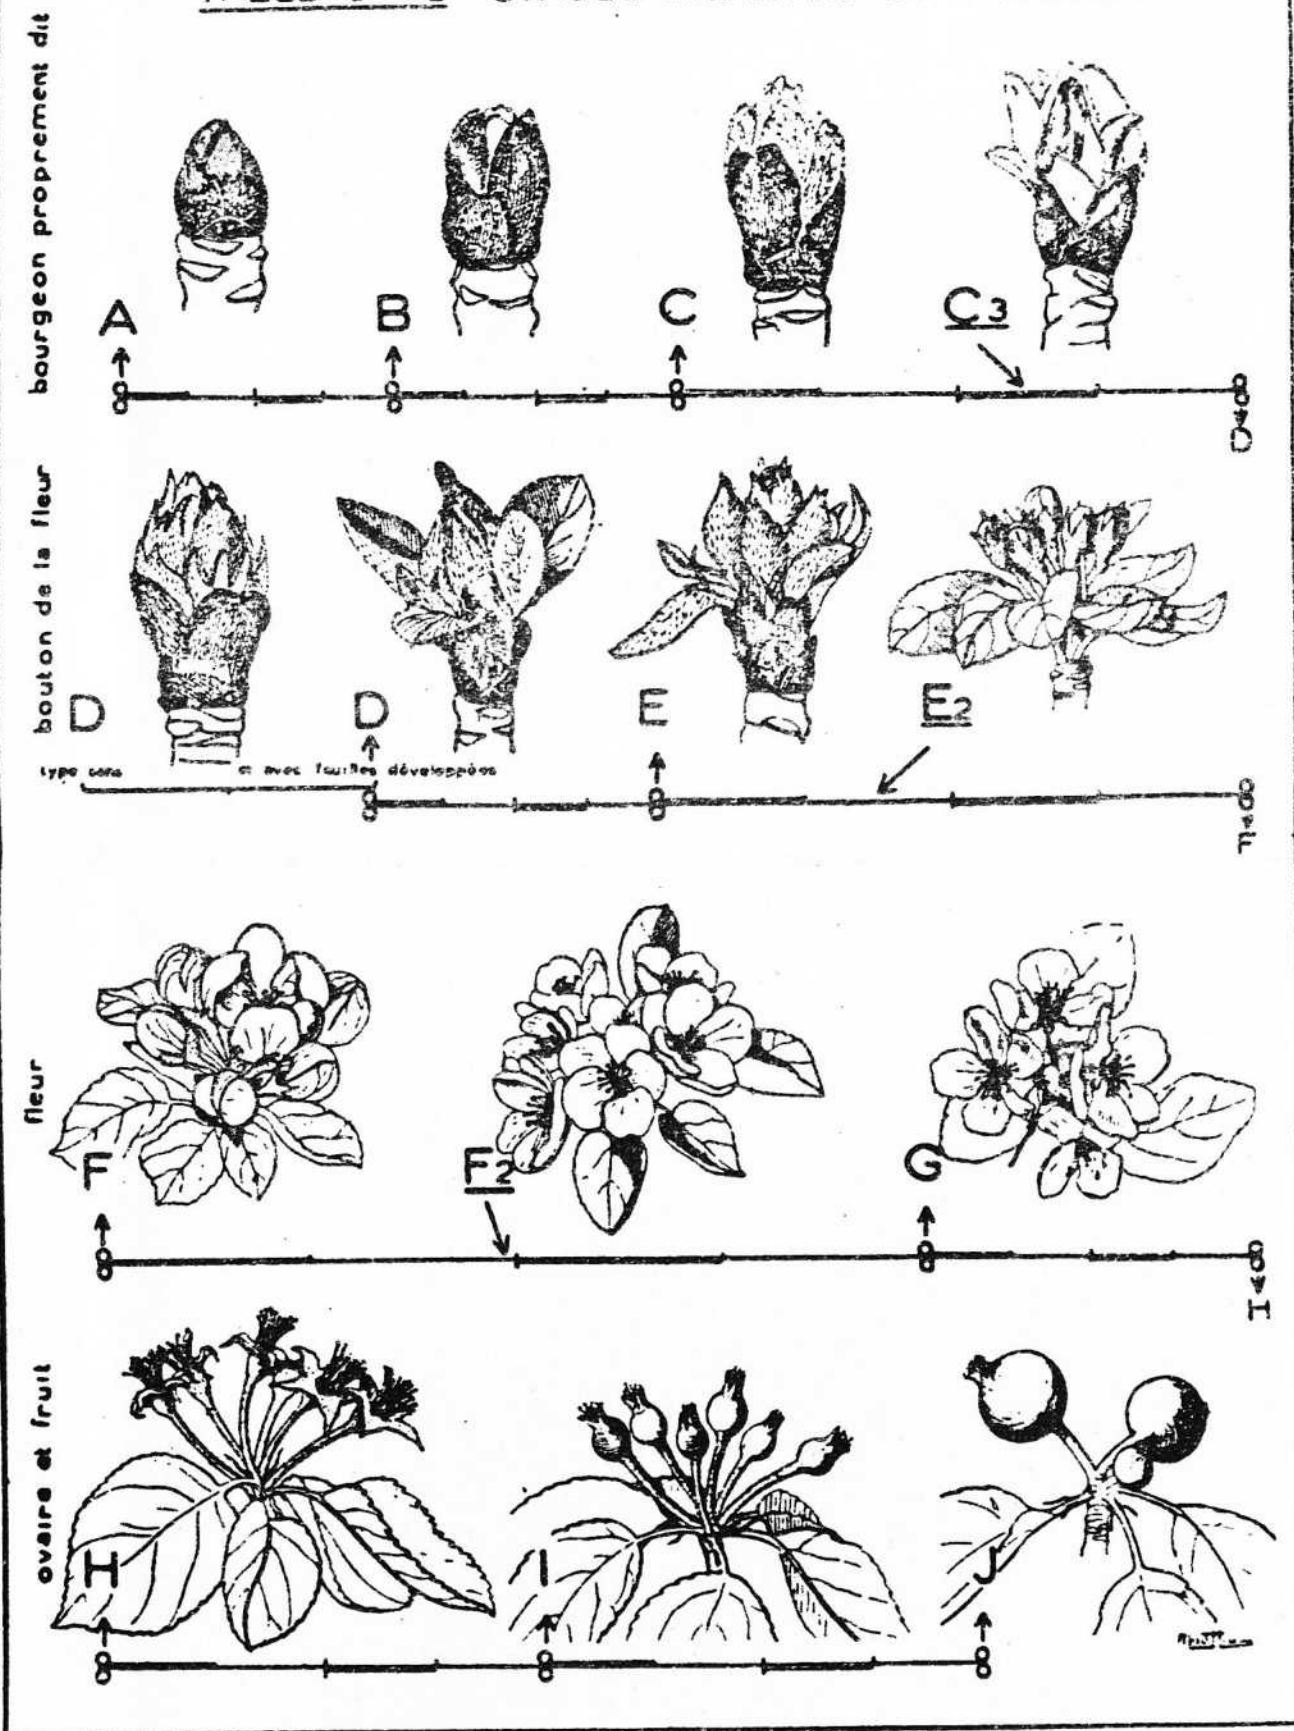 bourgeon proprement dit
A
B
C
C3
D
bouton de la fleur
D
D
E
E2
type sans et avec feuilles développées
F
fleur
F
F2
G
H
ovaire et fruit
H
I
J